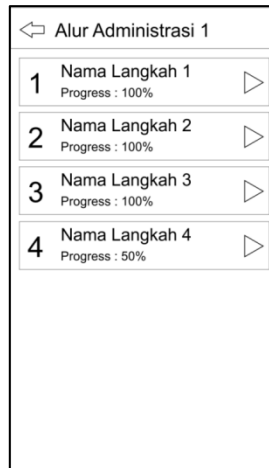 Alur Administrasi 1
1
Nama Langkah 1
Progress : 100%
2
Nama Langkah 2
Progress : 100%
3
Nama Langkah 3
Progress : 100%
4
Nama Langkah 4
Progress : 50%